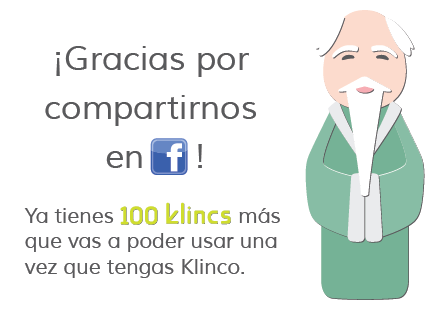 ¡Gracias por
compartirnos
en f !
Ya tienes 100 klincs más
que vas a poder usar una
vez que tengas Klinco.